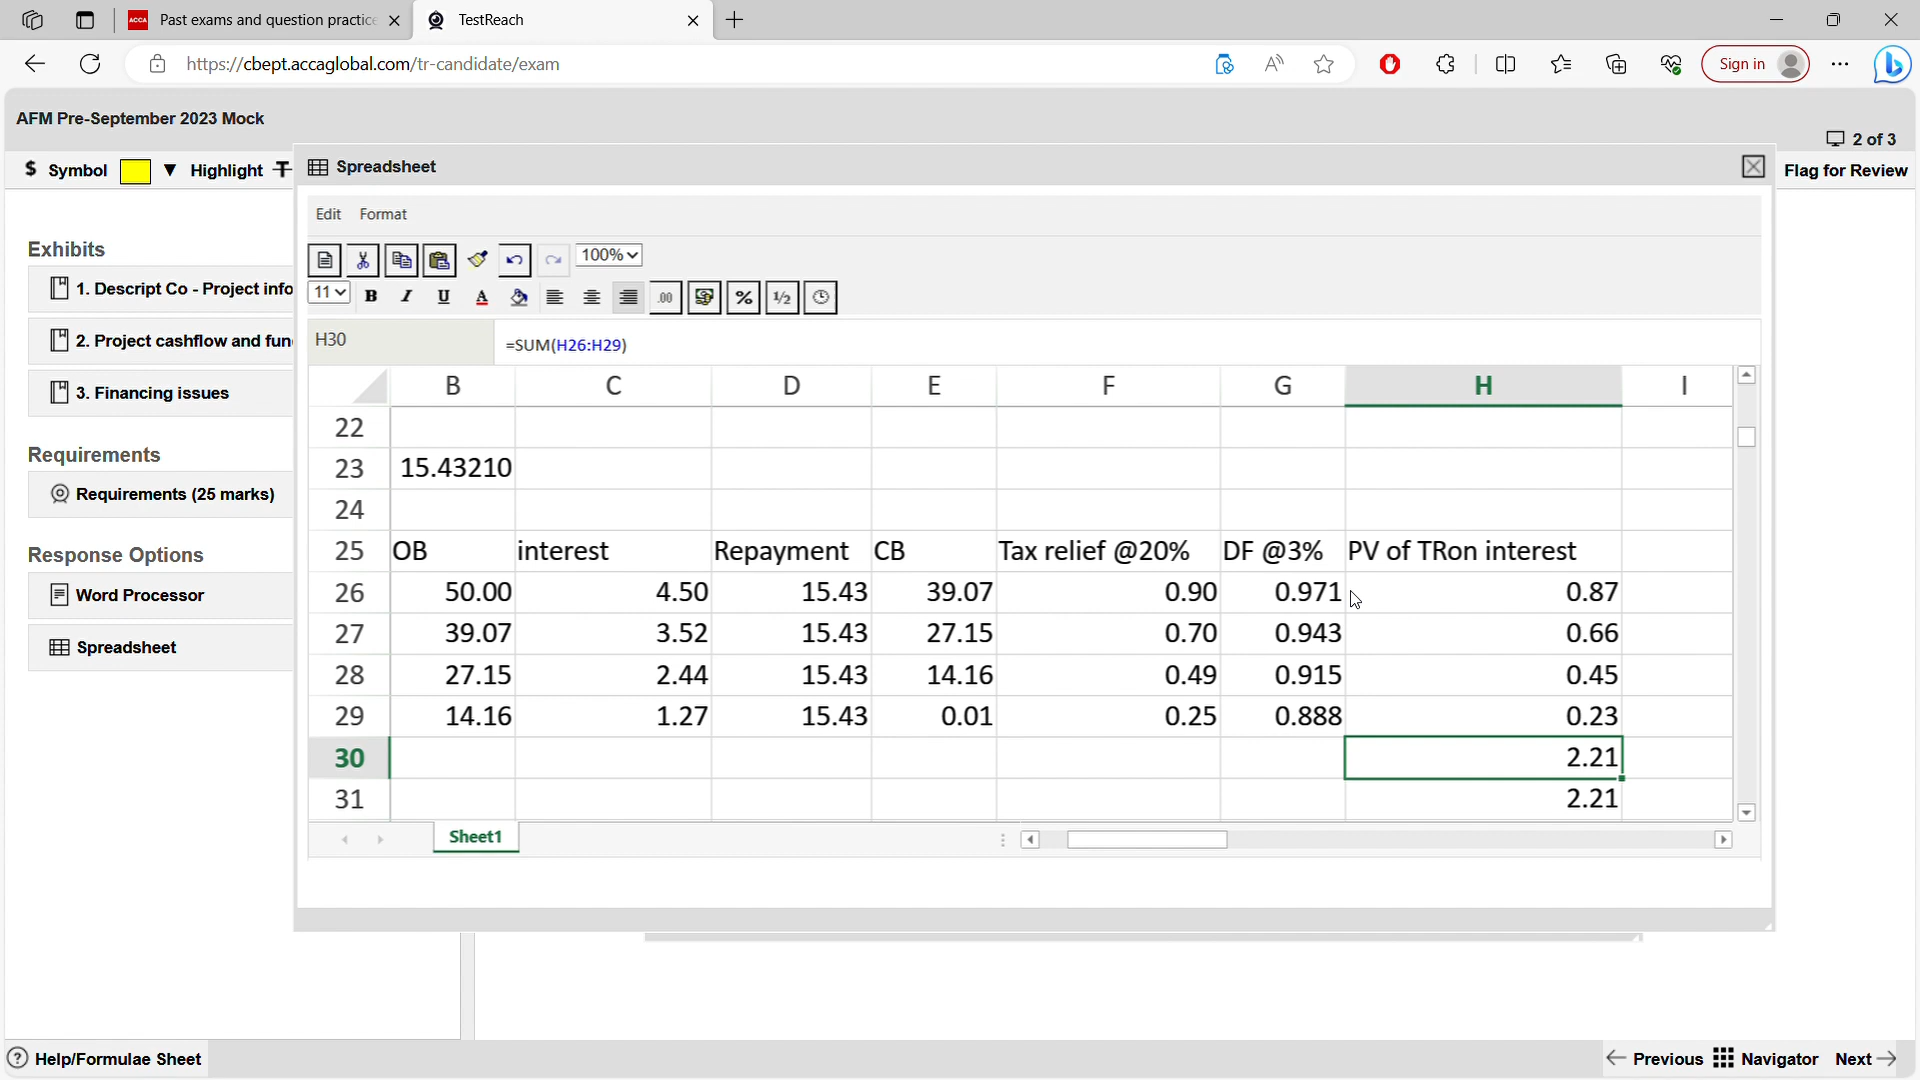 Past exams and question practice
TestReach
https://cbept.accaglobal.com/tr-candidate/exam
Sign in
AFM Pre-September 2023 Mock
2 of 3
$ Symbol ▼ Highlight T
Spreadsheet
Flag for Review
Edit Format
100%
11 B I U A .00 % 1/2
H30 =SUM(H26:H29)
B C D E F G H I
22
23 15.43210
24
25 OB interest Repayment CB Tax relief @20% DF @3% PV of TRon interest
26 50.00 4.50 15.43 39.07 0.90 0.971 0.87
27 39.07 3.52 15.43 27.15 0.70 0.943 0.66
28 27.15 2.44 15.43 14.16 0.49 0.915 0.45
29 14.16 1.27 15.43 0.01 0.25 0.888 0.23
30 2.21
31 2.21
Sheet1
Exhibits
1. Descript Co - Project info
2. Project cashflow and fun
3. Financing issues
Requirements
Requirements (25 marks)
Response Options
Word Processor
Spreadsheet
Help/Formulae Sheet
Previous Navigator Next